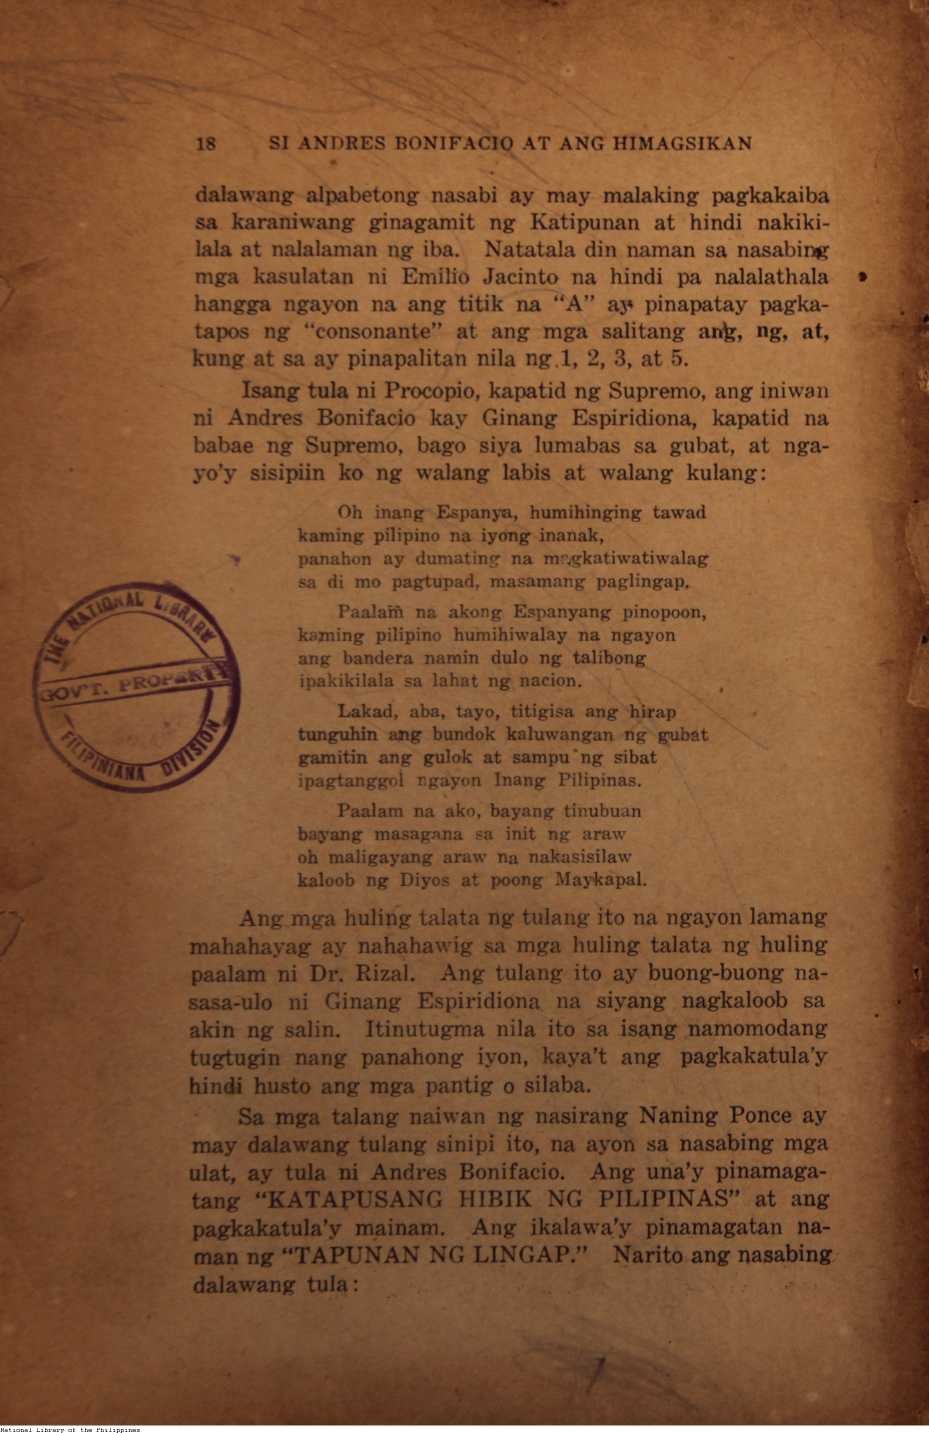 18 SI ANDRES BONIFACIO AT ANG HIMAGSIKAN
dalawang alpabetong nasabi ay may malaking pagkakaiba
sa karaniwang ginagamit ng Katipunan at hindi nakiki-
lala at nalalaman ng iba. Natatala din naman sa nasabing
mga kasulatan ni Emilio Jacinto na hindi pa nalalathala
hangga ngayon na ang titik na “A” ay pinapatay pagka-
tapos ng “consonante” at ang mga salitang ang, ng, at,
kung at sa ay pinapalitan nila ng 1, 2, 3, at 5.
Isang tula ni Procopio, kapatid ng Supremo, ang iniwan
ni Andres Bonifacio kay Ginang Espiridiona, kapatid na
babae ng Supremo, bago siya lumabas sa gubat, at nga-
yo’y sisipiin ko ng walang labis at walang kulang:
Oh inang Espanya, humihinging tawad
kaming pilipino na iyong inanak,
panahon ay dumating na magkatiwatiwalag
sa di mo pagtupad, masamang paglingap.
Paalam̃ na akong Espanyang pinopoon,
kaming pilipino humihiwalay na ngayon
ang bandera namin dulo ng talibong
ipakikilala sa lahat ng nacion.
Lakad, aba, tayo, titigisa ang hirap
tunguhin ang bundok kaluwangan ng gubat
gamitin ang gulok at sampu ng sibat
ipagtanggol ngayon Inang Pilipinas.
Paalam na ako, bayang tinubuan
bayang masagana sa init ng araw
oh maligayang araw na nakasisilaw
kaloob ng Diyos at poong Maykapal.
Ang mga huling talata ng tulang ito na ngayon lamang
mahahayag ay nahahawig sa mga huling talata ng huling
paalam ni Dr. Rizal. Ang tulang ito ay buong-buong na-
sasa-ulo ni Ginang Espiridiona na siyang nagkaloob sa
akin ng salin. Itinutugma nila ito sa isang namomodang
tugtugin nang panahong iyon, kaya’t ang pagkakatula’y
hindi husto ang mga pantig o silaba.
Sa mga talang naiwan ng nasirang Naning Ponce ay
may dalawang tulang sinipi ito, na ayon sa nasabing mga
ulat, ay tula ni Andres Bonifacio. Ang una’y pinamaga-
tang “KATAPUSANG HIBIK NG PILIPINAS” at ang
pagkakatula’y mainam. Ang ikalawa’y pinamagatan na-
man ng “TAPUNAN NG LINGAP.” Narito ang nasabing
dalawang tula:
THE NATIONAL LIBRARY
GOV'T. PROPERTY
FILIPINIANA DIVISION
National Library of the Philippines